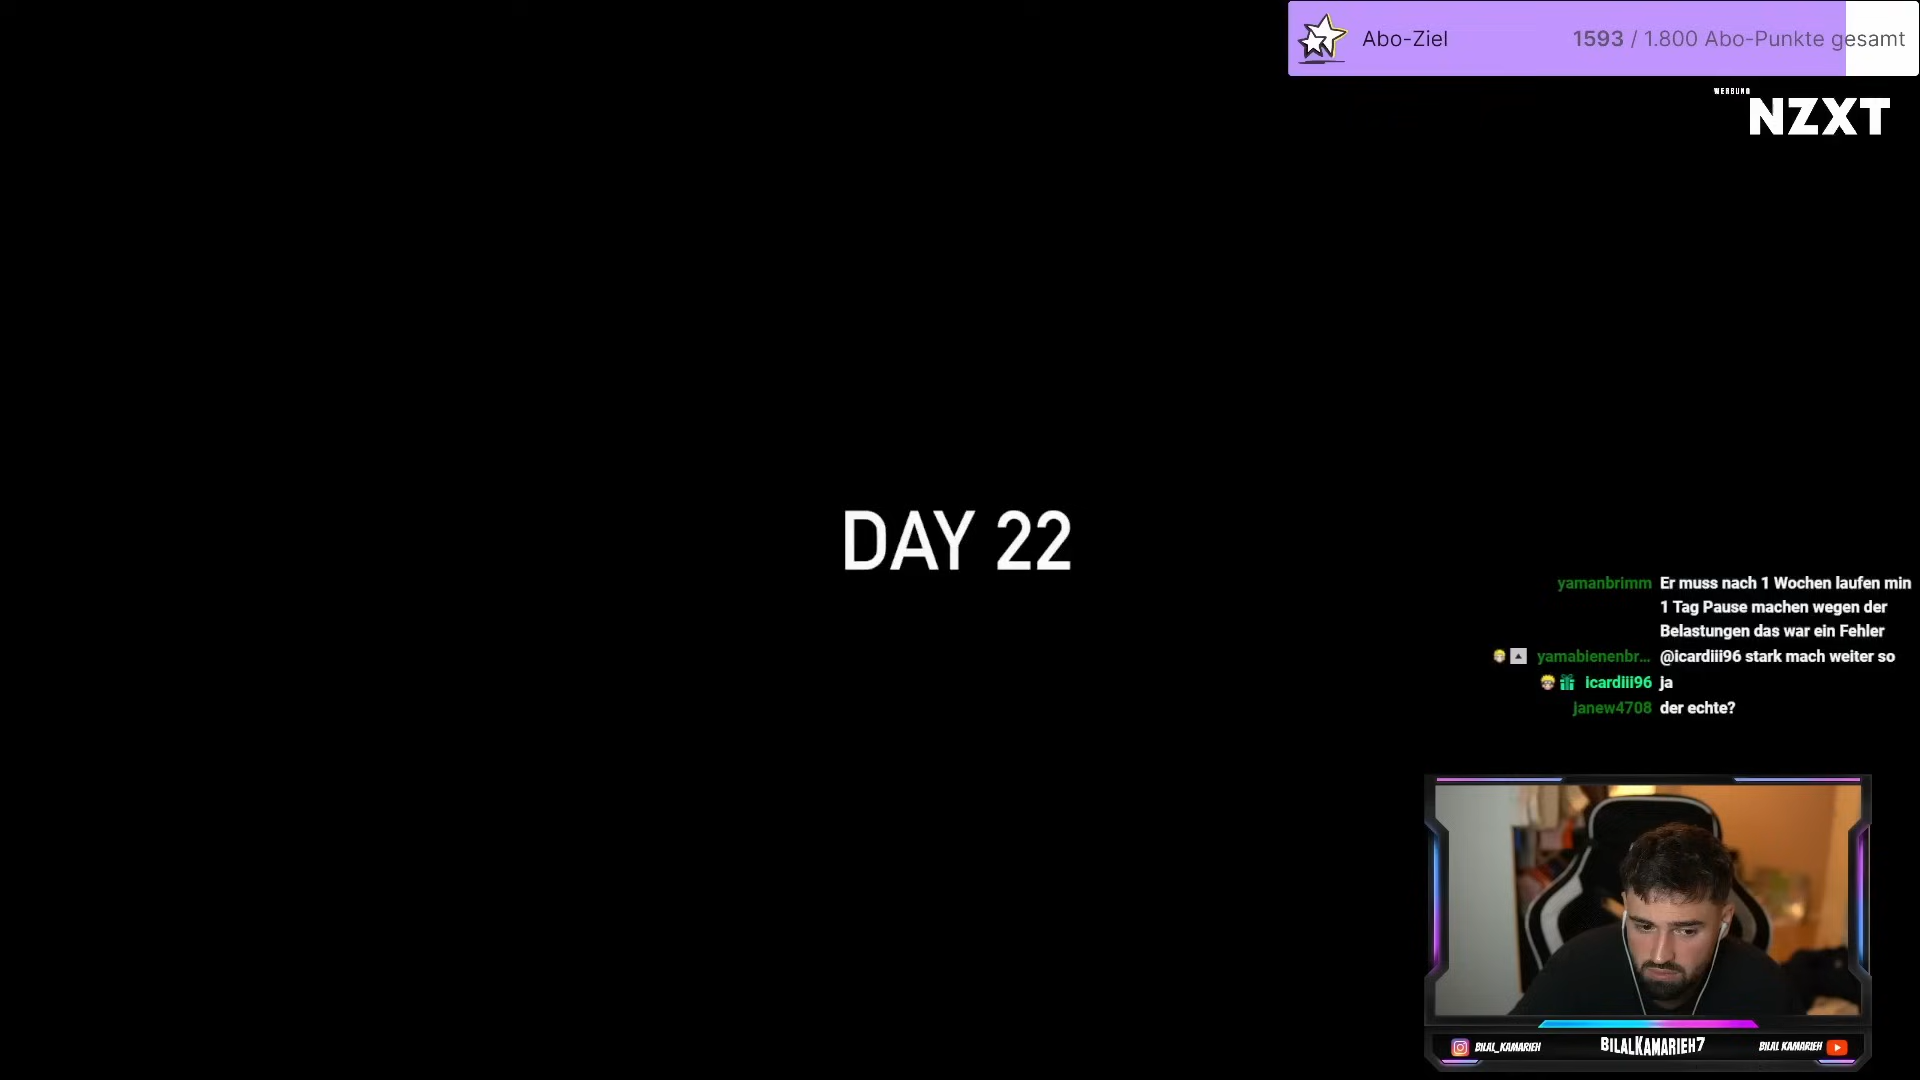 Abo-Ziel 1593 / 1.800 Abo-Punkte gesamt
WERBUNG
NZXT
DAY 22
yamanbrimm Er muss nach 1 Wochen laufen min
1 Tag Pause machen wegen der
Belastungen das war ein Fehler
yamabienenbr... @icardiii96 stark mach weiter so
icardiii96 ja
janew4708 der echte?
BILAL_KAMARIEH BILALKAMARIEH7 BILAL KAMARIEH